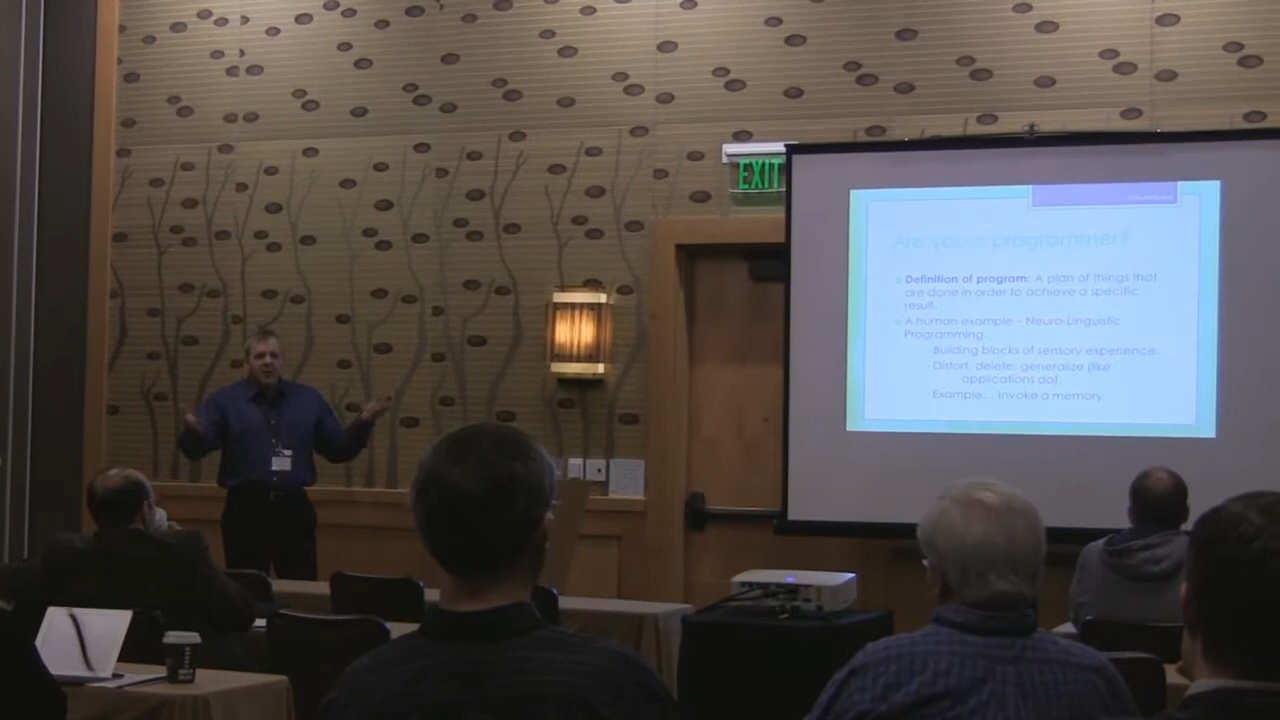 EXIT
Are you a programmer?
Definition of program: A plan of things that
are done in order to achieve a specific
result.
A human example – Neuro-Linguistic
Programming
Building blocks of sensory experience.
Distort, delete, generalize (like
applications do)
Example... Invoke a memory